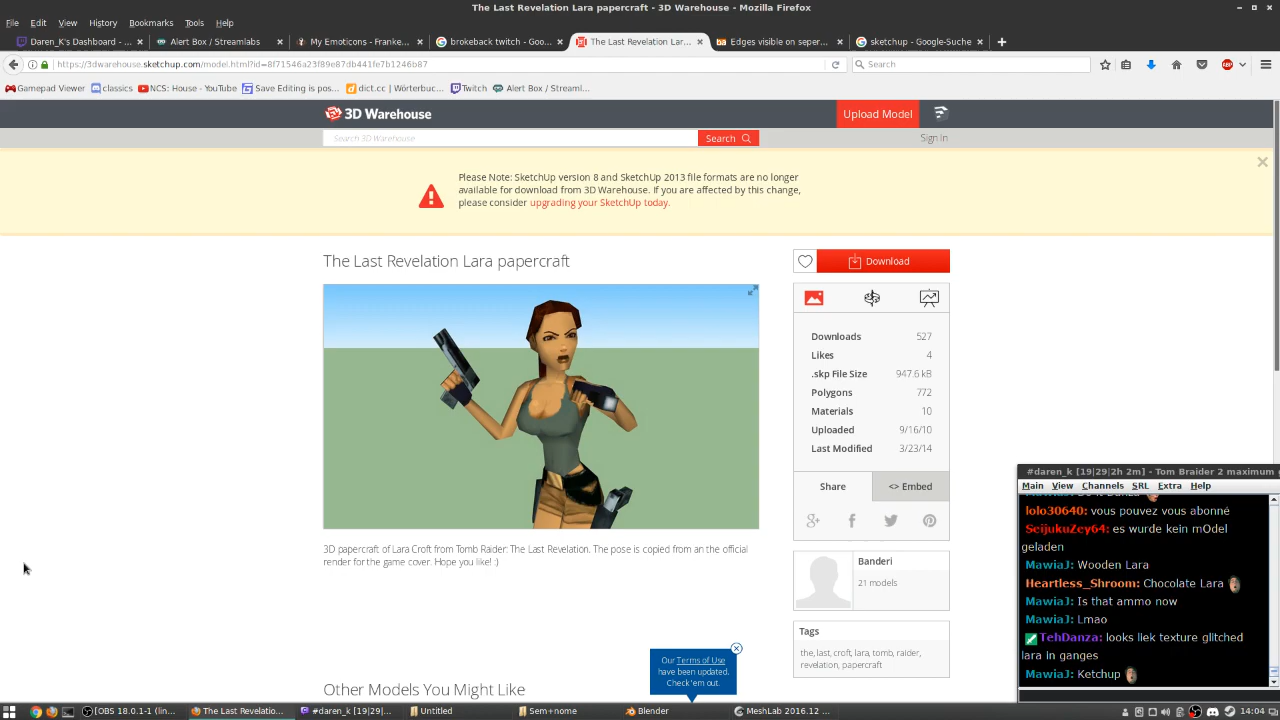 The Last Revelation Lara papercraft - 3D Warehouse - Mozilla Firefox
File Edit View History Bookmarks Tools Help
Daren_K's Dashboard - ... × Alert Box / Streamlabs × My Emoticons - Franke... × brokeback twitch - Goo... × The Last Revelation Lar... × Edges visible on seper... × sketchup - Google-Suche ×
https://3dwarehouse.sketchup.com/model.html?id=8f71546a23f89e87db441fe7b1246b87 Search
Gamepad Viewer classics NCS: House - YouTube Save Editing is pos... dict.cc | Wörterbuc... Twitch Alert Box / Streaml...
3D Warehouse Upload Model
Search 3D Warehouse Search Sign In
Please Note: SketchUp version 8 and SketchUp 2013 file formats are no longer
available for download from 3D Warehouse. If you are affected by this change,
please consider upgrading your SketchUp today.
The Last Revelation Lara papercraft
Download
Downloads 527
Likes 4
.skp File Size 947.6 kB
Polygons 772
Materials 10
Uploaded 9/16/10
Last Modified 3/23/14
Share <> Embed
3D papercraft of Lara Croft from Tomb Raider: The Last Revelation. The pose is copied from an the official
render for the game cover. Hope you like! :)
Banderi
21 models
Tags
the, last, croft, lara, tomb, raider,
revelation, papercraft
Our Terms of Use
have been updated.
Check 'em out.
Other Models You Might Like
#daren_k [19|29|2h 2m] - Tom Braider 2 maximum
Main View Channels SRL Extra Help
lolo30640: vous pouvez vous abonné
SeijukuZey64: es wurde kein mOdel
geladen
MawiaJ: Wooden Lara
Heartless_Shroom: Chocolate Lara
MawiaJ: Is that ammo now
MawiaJ: Lmao
TehDanza: looks liek texture glitched
lara in ganges
MawiaJ: Ketchup
[OBS 18.0.1-1 (lin... The Last Revelatio... #daren_k [19|29|... Untitled Sem+nome Blender MeshLab 2016.12 ... 14:04